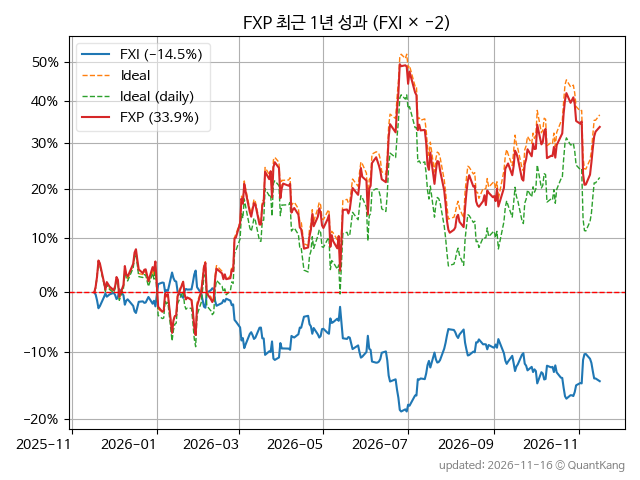 FXP 최근 1년 성과 (FXI × −2)
FXI (−14.5%)
Ideal
Ideal (daily)
FXP (33.9%)
50%
40%
30%
20%
10%
0%
−10%
−20%
2025-11 2026-01 2026-03 2026-05 2026-07 2026-09 2026-11
updated: 2026-11-16 © QuantKang